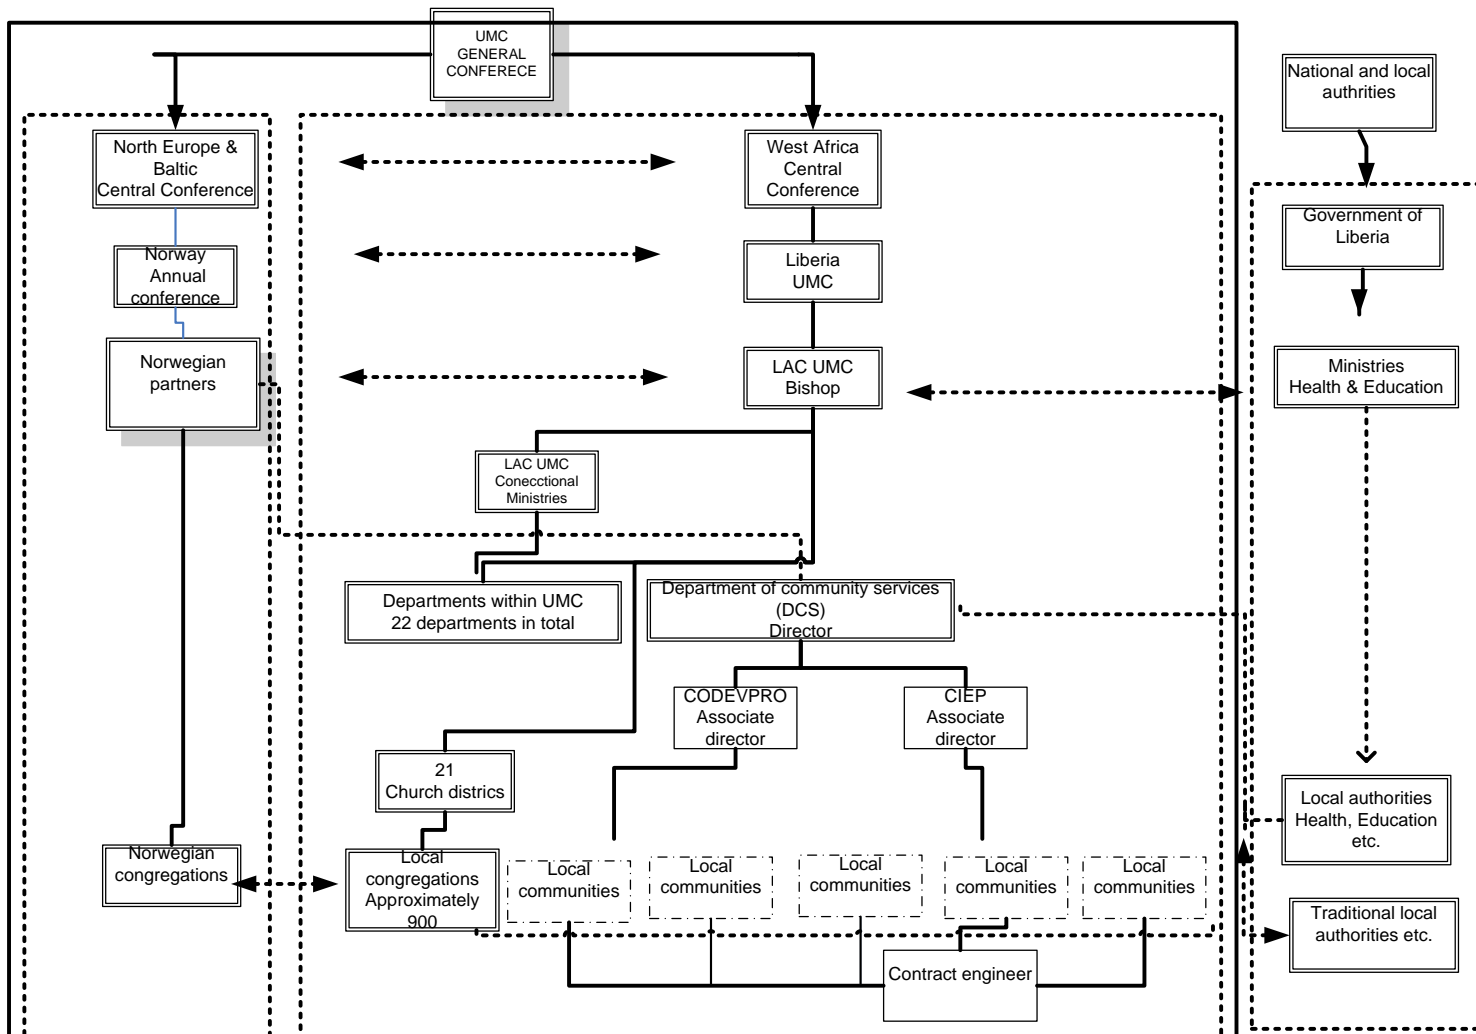 UMC
GENERAL
CONFERECE
National and local
authrities
North Europe &
Baltic
Central Conference
West Africa
Central
Conference
Government of
Liberia
Norway
Annual
conference
Liberia
UMC
Norwegian
partners
LAC UMC
Bishop
Ministries
Health & Education
LAC UMC
Conecctional
Ministries
Departments within UMC
22 departments in total
Department of community services
(DCS)
Director
CODEVPRO
Associate
director
CIEP
Associate
director
21
Church districs
Local authorities
Health, Education
etc.
Norwegian
congregations
Local
congregations
Approximately
900
Local
communities
Local
communities
Local
communities
Local
communities
Local
communities
Traditional local
authorities etc.
Contract engineer